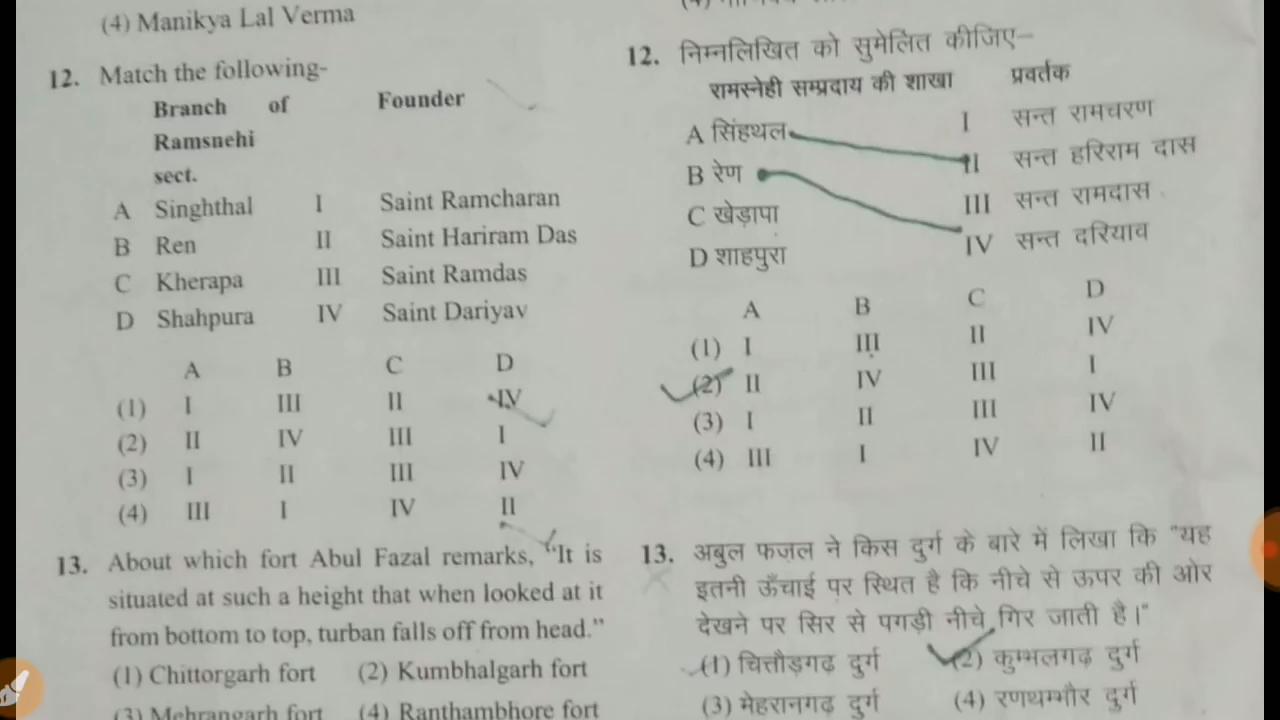 (4) Manikya Lal Verma
12. Match the following-
Branch of Founder
Ramsnehi
sect.
A Singhthal I Saint Ramcharan
B Ren II Saint Hariram Das
C Kherapa III Saint Ramdas
D Shahpura IV Saint Dariyav
A B C D
(1) I III II IV
(2) II IV III I
(3) I II III IV
(4) III I IV II
13. About which fort Abul Fazal remarks, "It is
situated at such a height that when looked at it
from bottom to top, turban falls off from head."
(1) Chittorgarh fort (2) Kumbhalgarh fort
(3) Mehrangarh fort (4) Ranthambhore fort
12. निम्नलिखित को सुमेलित कीजिए–
रामस्नेही सम्प्रदाय की शाखा प्रवर्तक
A सिंहथल I सन्त रामचरण
B रेण II सन्त हरिराम दास
C खेड़ापा III सन्त रामदास
D शाहपुरा IV सन्त दरियाव
A B C D
(1) I III II IV
(2) II IV III I
(3) I II III IV
(4) III I IV II
13. अबुल फज़ल ने किस दुर्ग के बारे में लिखा कि "यह
इतनी ऊँचाई पर स्थित है कि नीचे से ऊपर की ओर
देखने पर सिर से पगड़ी नीचे गिर जाती है।"
(1) चित्तौड़गढ़ दुर्ग (2) कुम्भलगढ़ दुर्ग
(3) मेहरानगढ़ दुर्ग (4) रणथम्भौर दुर्ग